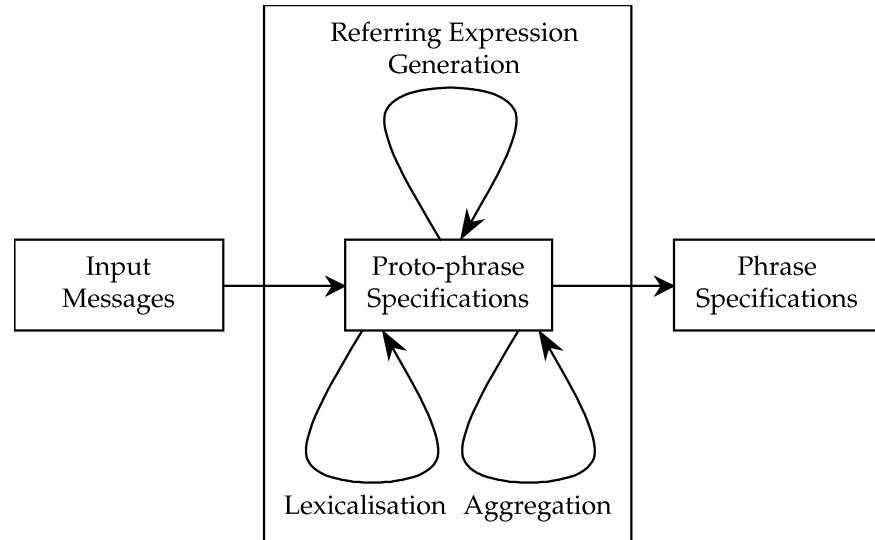 Referring Expression
Generation
Input
Messages
Proto-phrase
Specifications
Phrase
Specifications
Lexicalisation
Aggregation